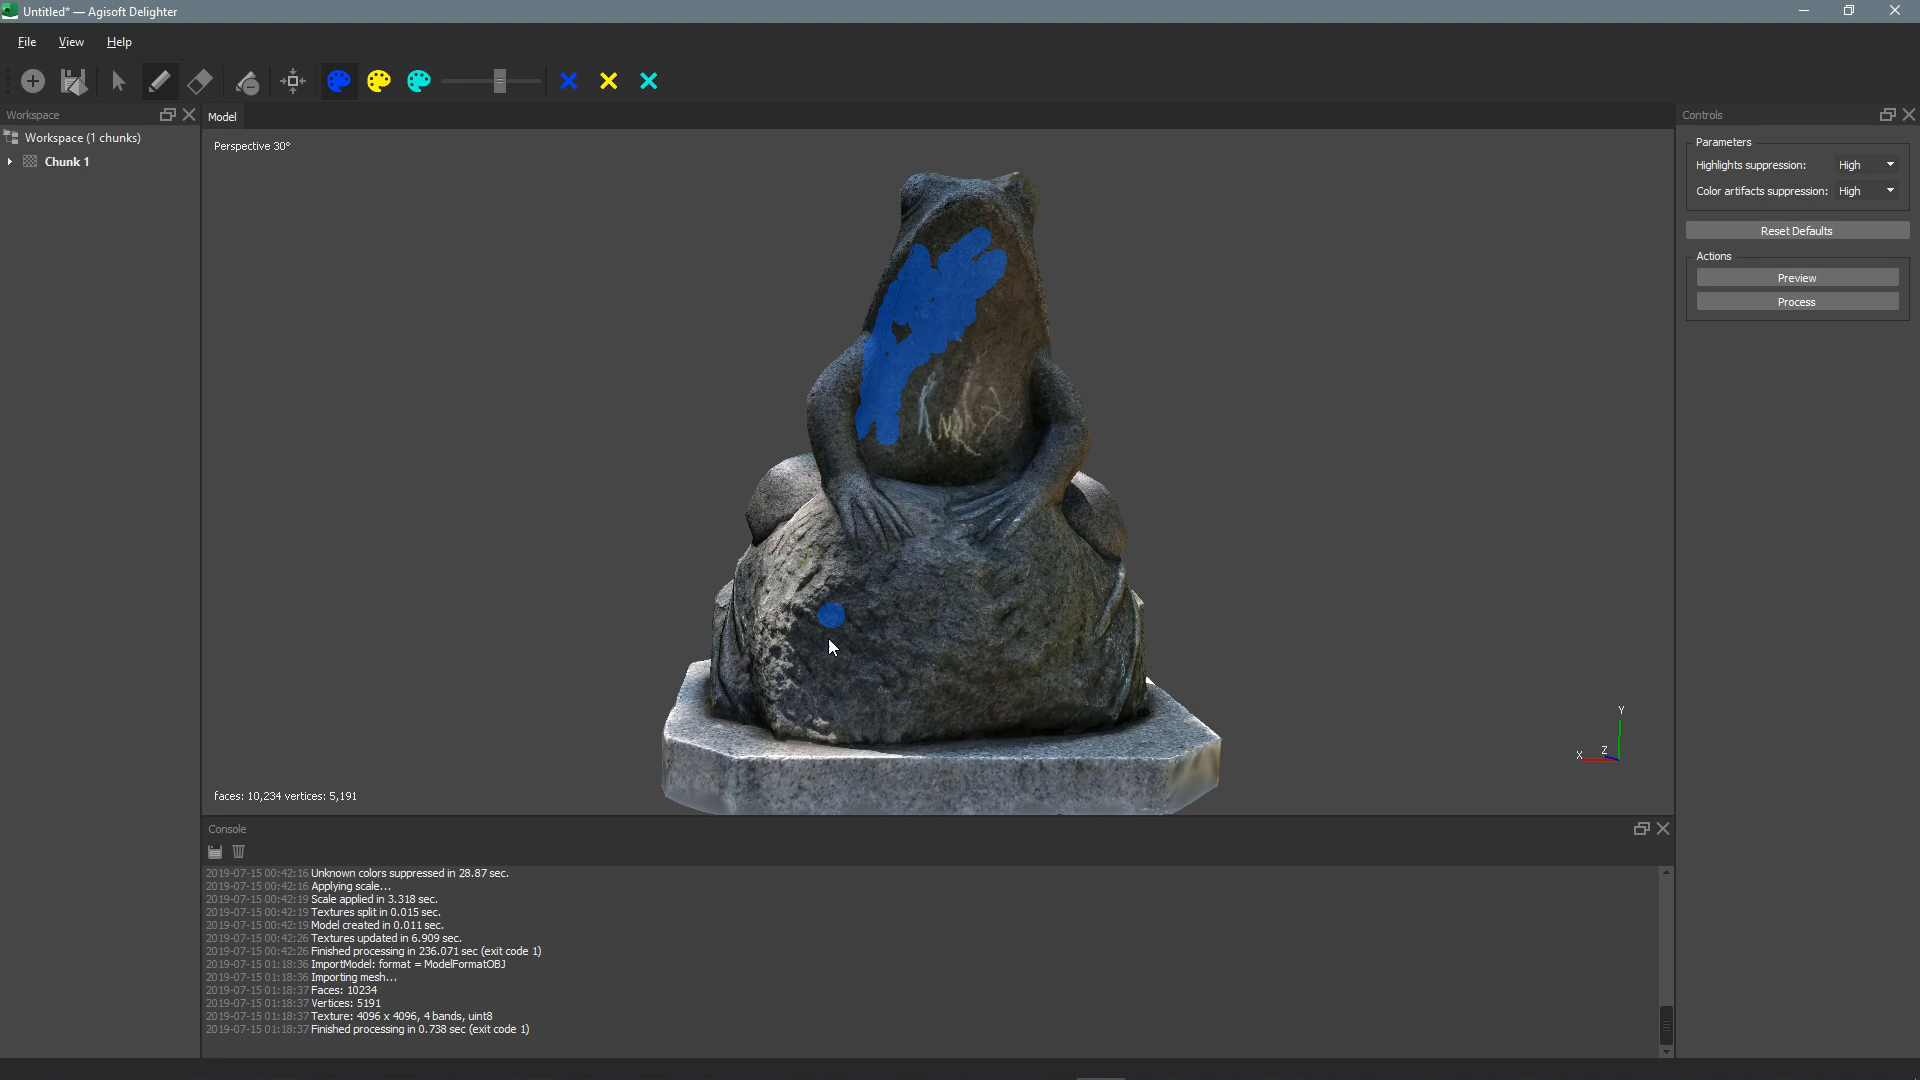 Untitled* — Agisoft Delighter
File View Help
Workspace
Workspace (1 chunks)
Chunk 1
Model
Perspective 30°
faces: 10,234 vertices: 5,191
Y
X Z
Controls
Parameters
Highlights suppression: High
Color artifacts suppression: High
Reset Defaults
Actions
Preview
Process
Console
2019-07-15 00:42:16 Unknown colors suppressed in 28.87 sec.
2019-07-15 00:42:16 Applying scale...
2019-07-15 00:42:19 Scale applied in 3.318 sec.
2019-07-15 00:42:19 Textures split in 0.015 sec.
2019-07-15 00:42:19 Model created in 0.011 sec.
2019-07-15 00:42:26 Textures updated in 6.909 sec.
2019-07-15 00:42:26 Finished processing in 236.071 sec (exit code 1)
2019-07-15 01:18:36 ImportModel: format = ModelFormatOBJ
2019-07-15 01:18:36 Importing mesh...
2019-07-15 01:18:37 Faces: 10234
2019-07-15 01:18:37 Vertices: 5191
2019-07-15 01:18:37 Texture: 4096 x 4096, 4 bands, uint8
2019-07-15 01:18:37 Finished processing in 0.738 sec (exit code 1)